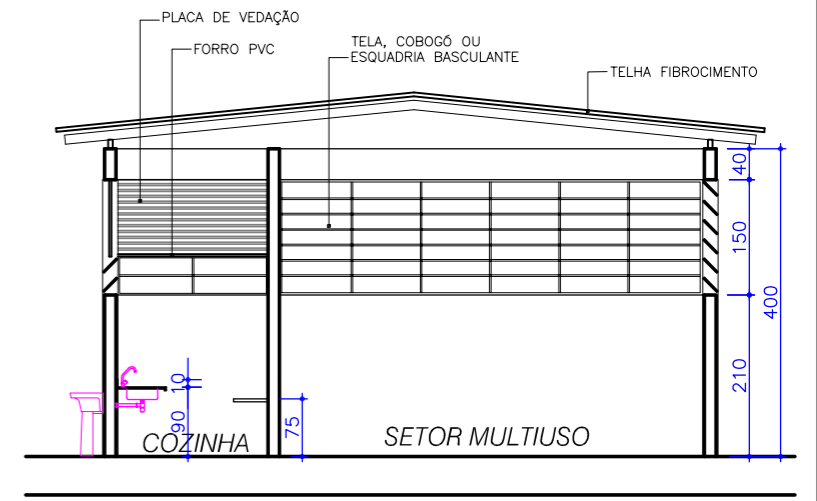 PLACA DE VEDAÇÃO
FORRO PVC
TELA, COBOGÓ OU
ESQUADRIA BASCULANTE
TELHA FIBROCIMENTO
40
150
400
210
10
90
75
COZINHA
SETOR MULTIUSO